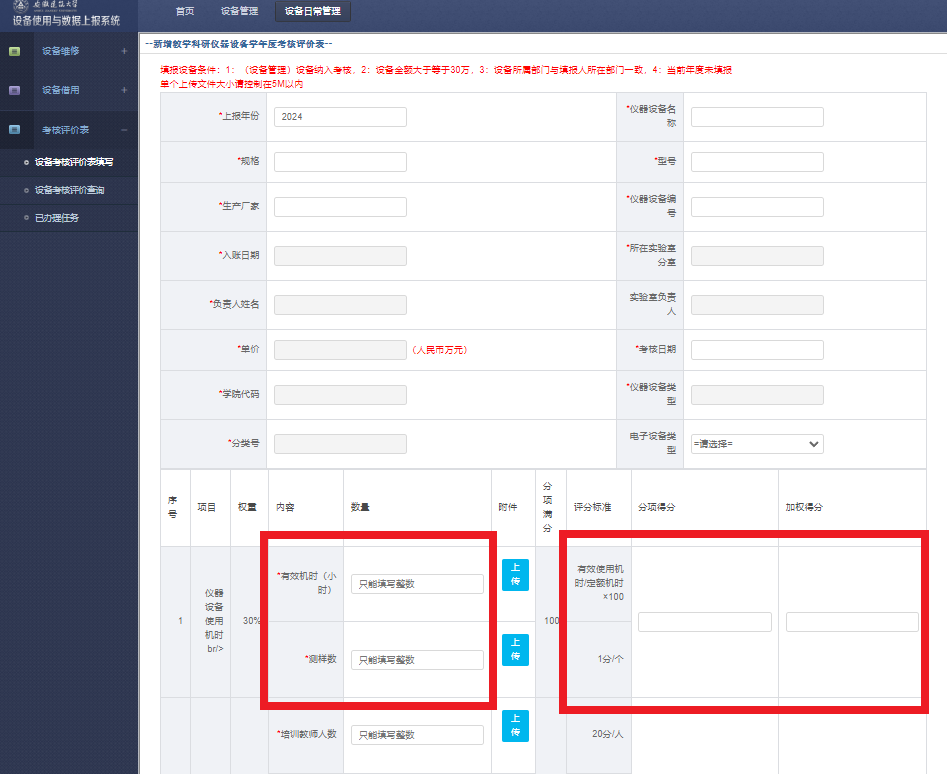 安徽建筑大学
设备使用与数据上报系统
首页
设备管理
设备日常管理
设备维修
设备借用
考核评价表
设备考核评价表填写
设备考核评价查询
已办理任务
--新增教学科研仪器设备学年度考核评价表--
填报设备条件：1：（设备管理）设备纳入考核，2：设备金额大于等于30万，3：设备所属部门与填报人所在部门一致，4：当前年度未填报
单个上传文件大小请控制在5M以内
*上报年份
2024
*仪器设备名
称
*规格
*型号
*生产厂家
*仪器设备编
号
*入账日期
*所在实验室
分室
*负责人姓名
实验室负责
人
*单价
（人民币万元）
*考核日期
*学院代码
*仪器设备类
型
*分类号
电子设备类
型
=请选择=
序
号
项目
权重
内容
数量
附件
分
项
满
分
评分标准
分项得分
加权得分
1
仪器
设备
使用
机时
br/>
30%
*有效机时（小
时）
只能填写整数
上
传
100
有效使用机
时/定额机时
×100
*测样数
只能填写整数
上
传
1分/个
*培训教师人数
只能填写整数
上
传
20分/人